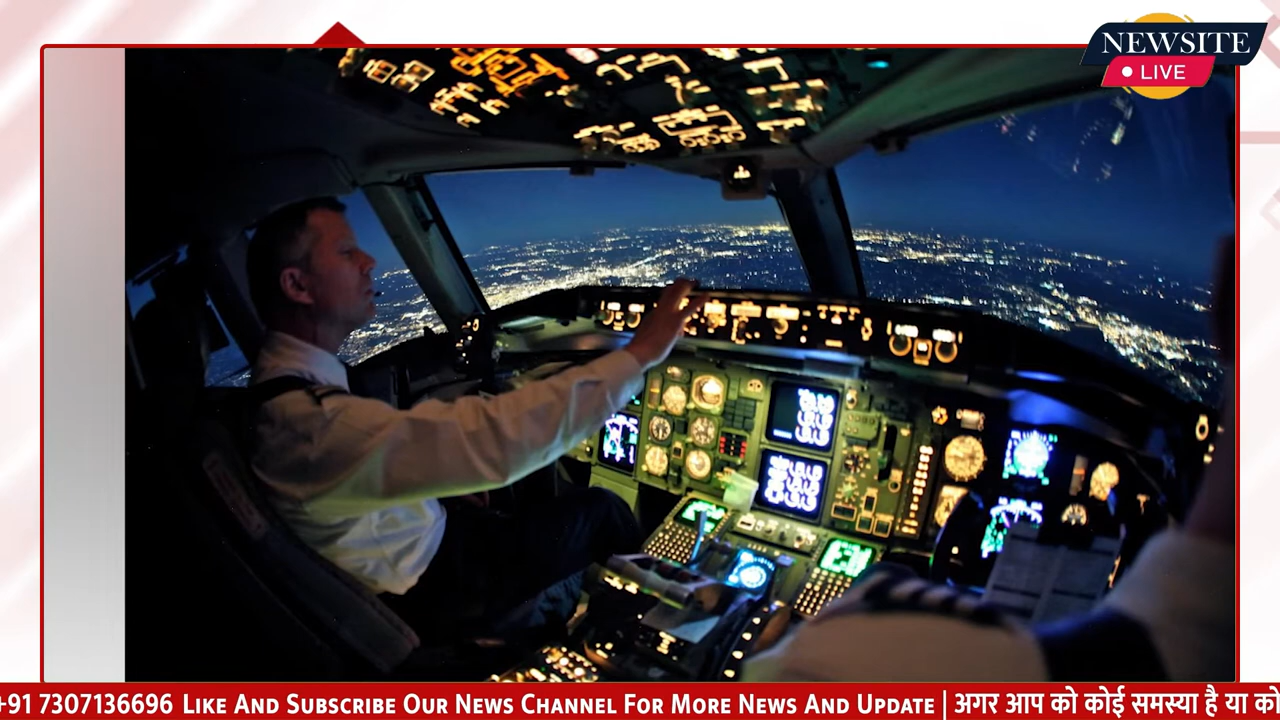 NEWSITE
LIVE
+91 7307136696 LIKE AND SUBSCRIBE OUR NEWS CHANNEL FOR MORE NEWS AND UPDATE | अगर आप को कोई समस्या है या